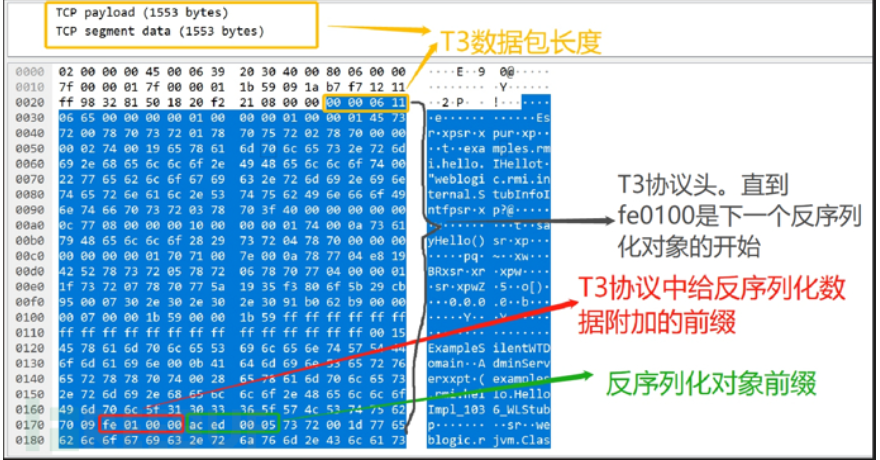 TCP payload (1553 bytes)
TCP segment data (1553 bytes)
T3数据包长度
0000 02 00 00 00 45 00 06 39 20 30 40 00 80 06 00 00 ····E··9 0@·····
0010 7f 00 00 01 7f 00 00 01 1b 59 09 1a b7 f7 12 11 ·········Y······
0020 ff 98 32 81 50 18 20 f2 21 08 00 00 00 00 06 11 ··2·P· ·!·······
0030 06 65 00 00 00 00 01 00 00 00 01 00 00 01 45 73 ·e············Es
0040 72 00 78 70 73 72 01 78 70 75 72 02 78 70 00 00 r·xpsr·x pur·xp··
0050 00 02 74 00 19 65 78 61 6d 70 6c 65 73 2e 72 6d ··t··exa mples.rm
0060 69 2e 68 65 6c 6c 6f 2e 49 48 65 6c 6c 6f 74 00 i.hello. IHellot·
0070 22 77 65 62 6c 6f 67 69 63 2e 72 6d 69 2e 69 6e "weblogi c.rmi.in
0080 74 65 72 6e 61 6c 2e 53 74 75 62 49 6e 66 6f 49 ternal.S tubInfoI
0090 6e 74 66 70 73 72 03 78 70 3f 40 00 00 00 00 00 ntfpsr·x p?@·····
00a0 0c 77 08 00 00 00 10 00 00 00 01 74 00 0a 73 61 ·w·········t··sa
00b0 79 48 65 6c 6c 6f 28 29 73 72 04 78 70 00 00 00 yHello() sr·xp···
00c0 00 00 00 00 01 70 71 00 7e 00 0a 78 77 04 e8 19 ·····pq· ~··xw···
00d0 42 52 78 73 72 05 78 72 06 78 70 77 04 00 00 01 BRxsr·xr ·xpw····
00e0 1f 73 72 07 78 70 77 5a 19 35 f3 80 6f 5b 29 cb ·sr·xpwZ ·5··o[)·
00f0 95 00 07 30 2e 30 2e 30 2e 30 91 b0 62 b9 00 00 ···0.0.0 .0··b···
0100 00 07 00 00 1b 59 00 00 1b 59 ff ff ff ff ff ff ·····Y·· ·Y······
0110 ff ff ff ff ff ff ff ff ff ff ff ff ff ff 00 15
0120 45 78 61 6d 70 6c 65 53 69 6c 65 6e 74 57 ExampleS ilentWTD
0130 6f 6d 61 69 6e 00 0b 41 64 6d 69 65 72 76 omain··A dminServ
0140 65 72 78 78 70 74 00 28 61 6d 70 6c 65 73 erxxpt·( examples
0150 2e 72 6d 69 2e 68 6c 6f 2e 48 65 6c 6c 6f .rmi.hel lo.Hello
0160 49 6d 70 6c 5f 31 30 33 5f 57 4c 53 Impl_103 6_WLStub
0170 70 09 fe 01 00 00 ac ed 00 05 73 72 00 1d 77 65 p······· ··sr··we
0180 62 6c 6f 67 69 63 2e 72 6a 76 6d 2e 43 6c 61 73 blogic.r jvm.Clas
T3协议头。直到
fe0100是下一个反序列
化对象的开始
T3协议中给反序列化数
据附加的前缀
反序列化对象前缀